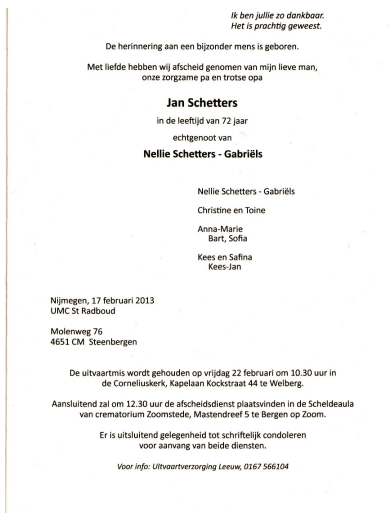 Ik ben jullie zo dankbaar.
Het is prachtig geweest.
De herinnering aan een bijzonder mens is geboren.
Met liefde hebben wij afscheid genomen van mijn lieve man,
onze zorgzame pa en trotse opa
Jan Schetters
in de leeftijd van 72 jaar
echtgenoot van
Nellie Schetters - Gabriëls
Nellie Schetters - Gabriëls
Christine en Toine
Anna-Marie
Bart, Sofia
Kees en Safina
Kees-Jan
Nijmegen, 17 februari 2013
UMC St Radboud
Molenweg 76
4651 CM Steenbergen
De uitvaartmis wordt gehouden op vrijdag 22 februari om 10.30 uur in
de Corneliuskerk, Kapelaan Kockstraat 44 te Welberg.
Aansluitend zal om 12.30 uur de afscheidsdienst plaatsvinden in de Scheldeaula
van crematorium Zoomstede, Mastendreef 5 te Bergen op Zoom.
Er is uitsluitend gelegenheid tot schriftelijk condoleren
voor aanvang van beide diensten.
Voor info: Uitvaartverzorging Leeuw, 0167 566104